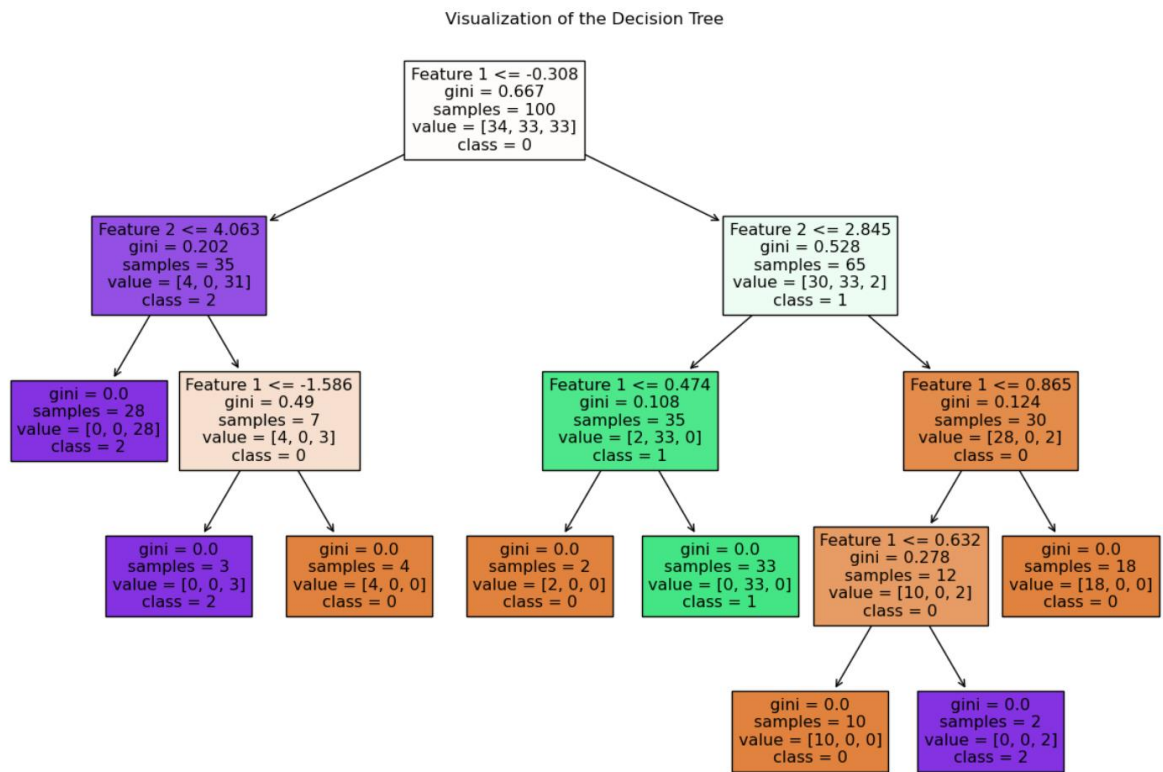 Visualization of the Decision Tree
Feature 1 <= -0.308
gini = 0.667
samples = 100
value = [34, 33, 33]
class = 0
Feature 2 <= 4.063
gini = 0.202
samples = 35
value = [4, 0, 31]
class = 2
Feature 2 <= 2.845
gini = 0.528
samples = 65
value = [30, 33, 2]
class = 1
gini = 0.0
samples = 28
value = [0, 0, 28]
class = 2
Feature 1 <= -1.586
gini = 0.49
samples = 7
value = [4, 0, 3]
class = 0
Feature 1 <= 0.474
gini = 0.108
samples = 35
value = [2, 33, 0]
class = 1
Feature 1 <= 0.865
gini = 0.124
samples = 30
value = [28, 0, 2]
class = 0
gini = 0.0
samples = 3
value = [0, 0, 3]
class = 2
gini = 0.0
samples = 4
value = [4, 0, 0]
class = 0
gini = 0.0
samples = 2
value = [2, 0, 0]
class = 0
gini = 0.0
samples = 33
value = [0, 33, 0]
class = 1
Feature 1 <= 0.632
gini = 0.278
samples = 12
value = [10, 0, 2]
class = 0
gini = 0.0
samples = 18
value = [18, 0, 0]
class = 0
gini = 0.0
samples = 10
value = [10, 0, 0]
class = 0
gini = 0.0
samples = 2
value = [0, 0, 2]
class = 2